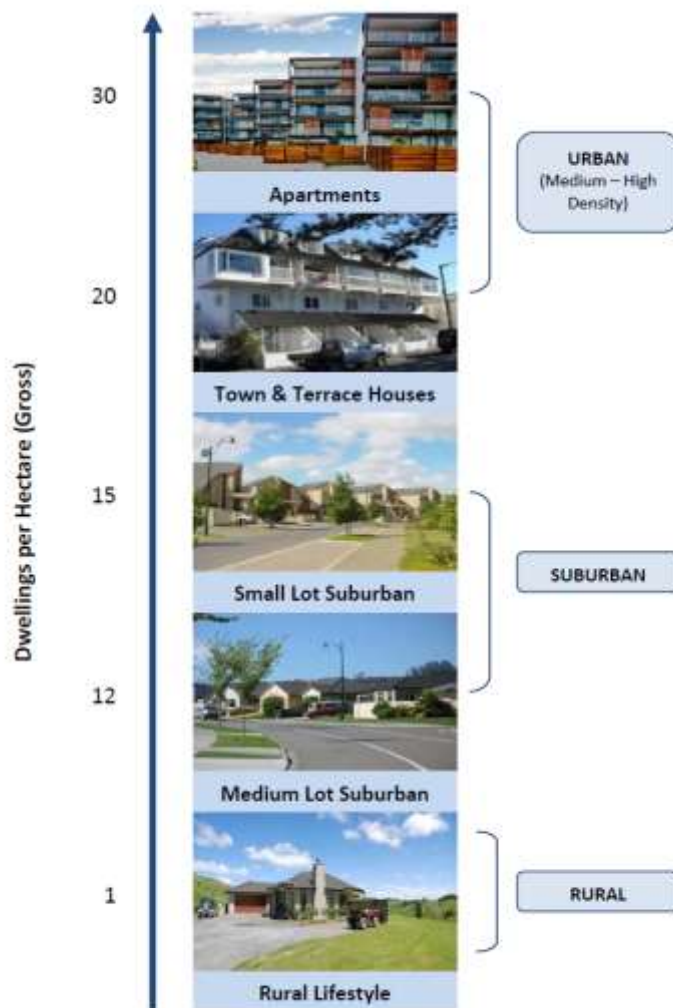 Dwellings per Hectare (Gross)
30
Apartments
URBAN
(Medium – High
Density)
20
Town & Terrace Houses
15
Small Lot Suburban
SUBURBAN
12
Medium Lot Suburban
1
Rural Lifestyle
RURAL